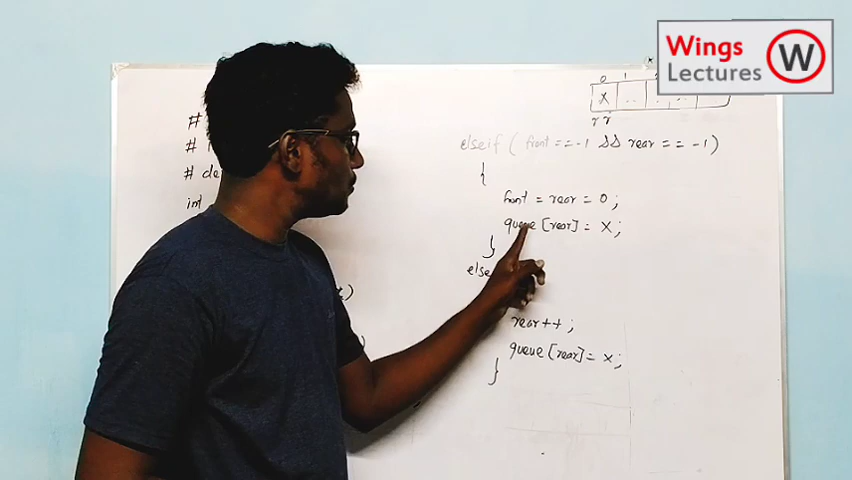 Wings
Lectures W
0 1
X
#
#
# de
int
elseif ( front == -1 && rear == -1 )
{
front = rear = 0 ;
queue [rear] = X ;
}
else
)
rear++ ;
queue [rear] = X ;
}